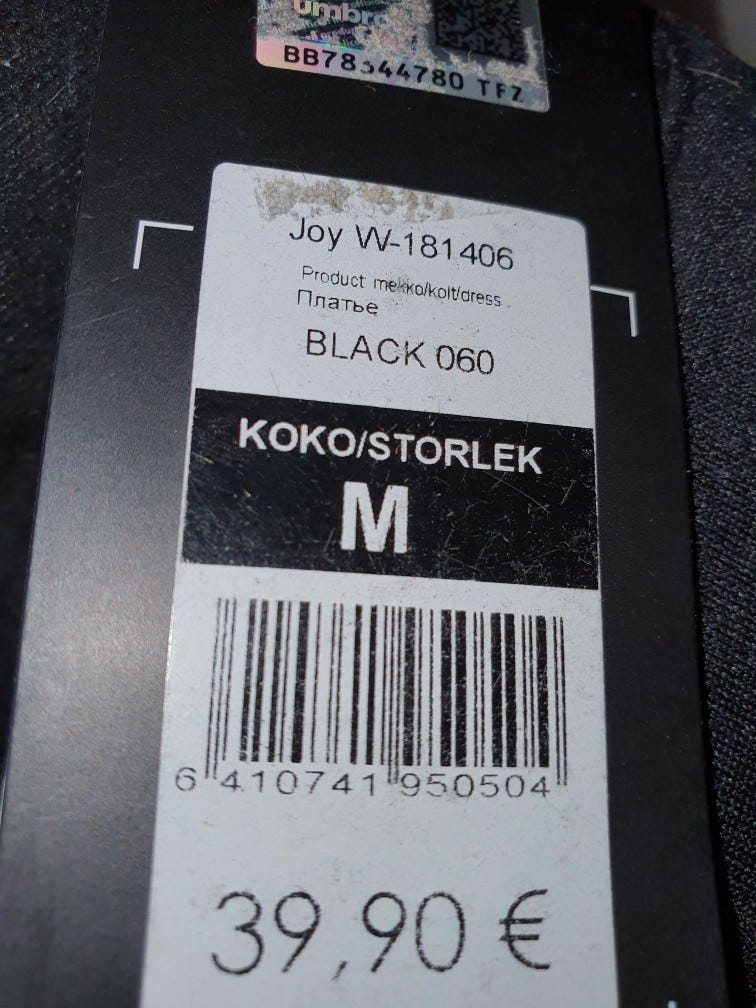 umbro
BB78544780 TFZ
Joy W-181406
Product mekko/kolt/dress
Платье
BLACK 060
KOKO/STORLEK
M
6 410741 950504
39,90 €